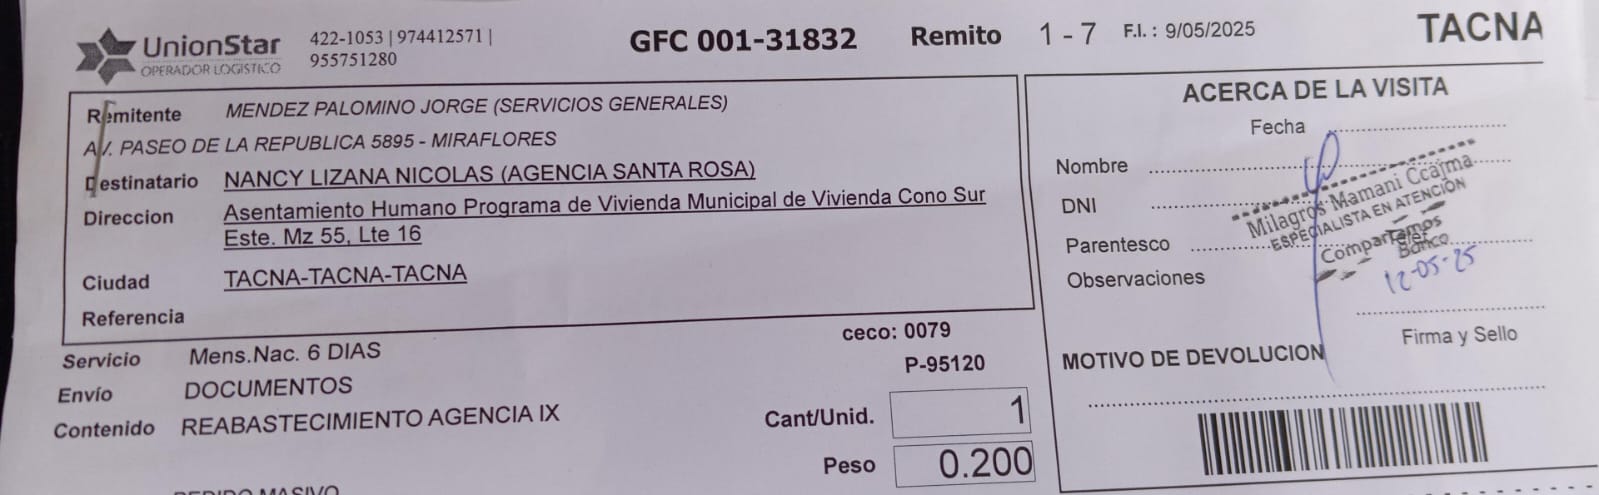 UnionStar
OPERADOR LOGÍSTICO
422-1053 | 974412571 |
955751280
GFC 001-31832
Remito 1 - 7 F.I. : 9/05/2025
TACNA
Remitente MENDEZ PALOMINO JORGE (SERVICIOS GENERALES)
AV. PASEO DE LA REPUBLICA 5895 - MIRAFLORES
Destinatario NANCY LIZANA NICOLAS (AGENCIA SANTA ROSA)
Direccion Asentamiento Humano Programa de Vivienda Municipal de Vivienda Cono Sur
Este. Mz 55, Lte 16
Ciudad TACNA-TACNA-TACNA
Referencia
Servicio Mens.Nac. 6 DIAS
Envío DOCUMENTOS
Contenido REABASTECIMIENTO AGENCIA IX
PEDIDO MASIVO
ceco: 0079
P-95120
Cant/Unid. 1
Peso 0.200
ACERCA DE LA VISITA
Fecha
Nombre
DNI
Parentesco
Observaciones
Milagros Mamani Ccajma
ESPECIALISTA EN ATENCIÓN
Compartamos
Banco
12-05-25
Firma y Sello
MOTIVO DE DEVOLUCION